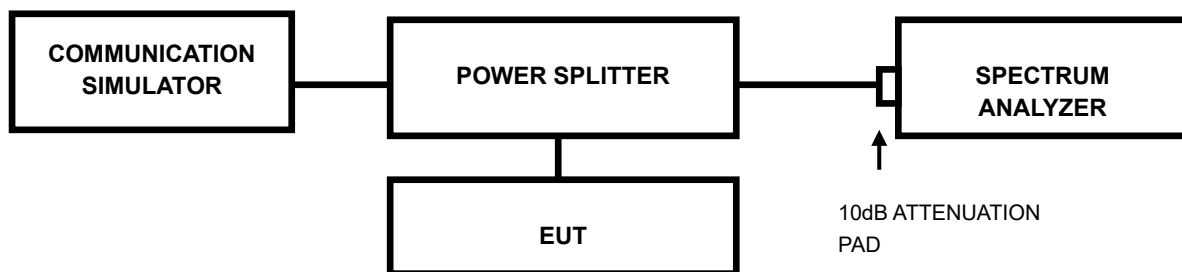 COMMUNICATION
SIMULATOR
POWER SPLITTER
SPECTRUM
ANALYZER
EUT
10dB ATTENUATION
PAD